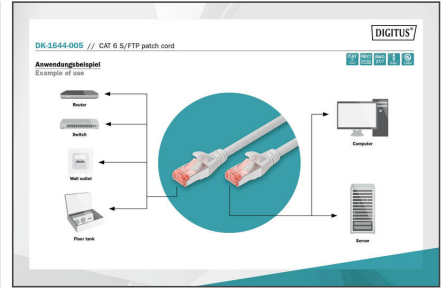 DIGITUS®
DK-1644-005 // CAT 6 S/FTP patch cord
Anwendungsbeispiel
Example of use
Router
Switch
Wall outlet
Floor tank
Computer
Server